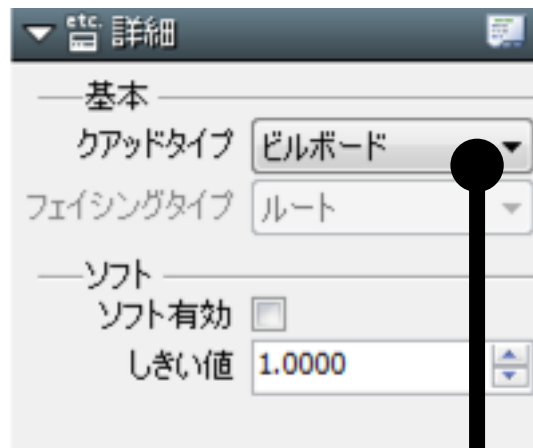 etc. 詳細
基本
クアッドタイプ ビルボード
フェイシングタイプ ルート
ソフト
ソフト有効
しきい値 1.0000